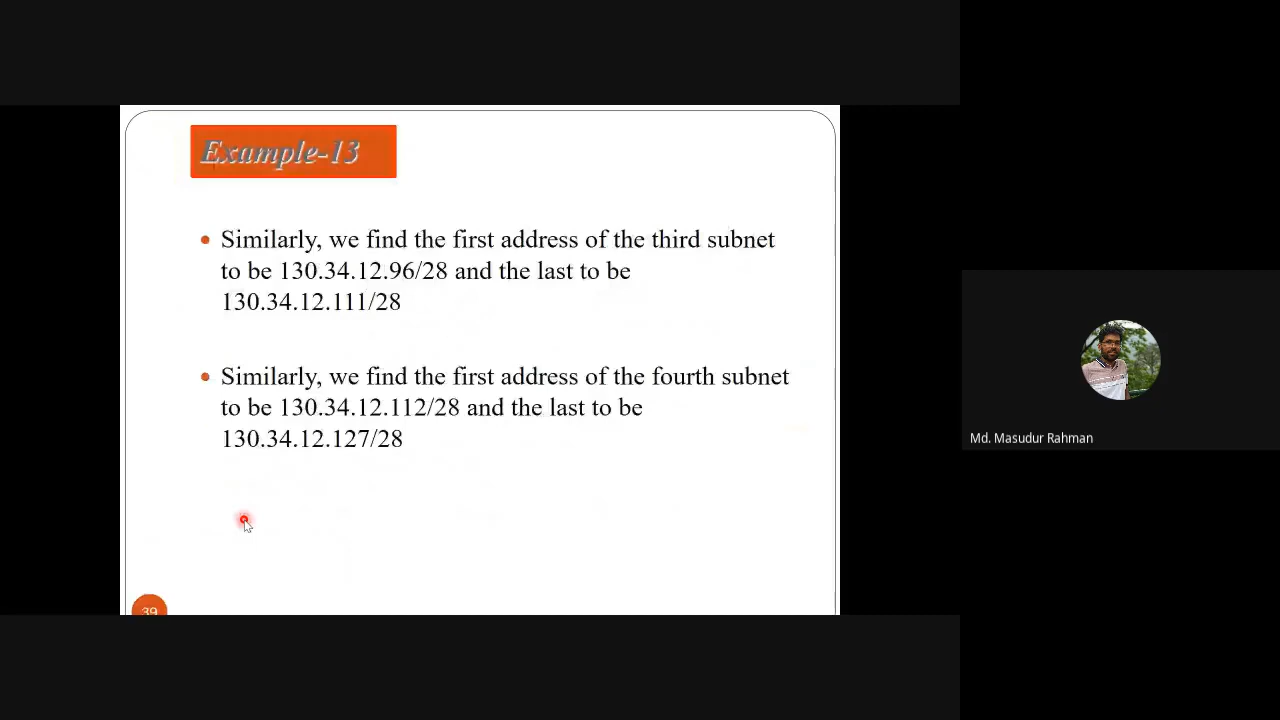 Example-13
• Similarly, we find the first address of the third subnet
to be 130.34.12.96/28 and the last to be
130.34.12.111/28
• Similarly, we find the first address of the fourth subnet
to be 130.34.12.112/28 and the last to be
130.34.12.127/28
39
Md. Masudur Rahman